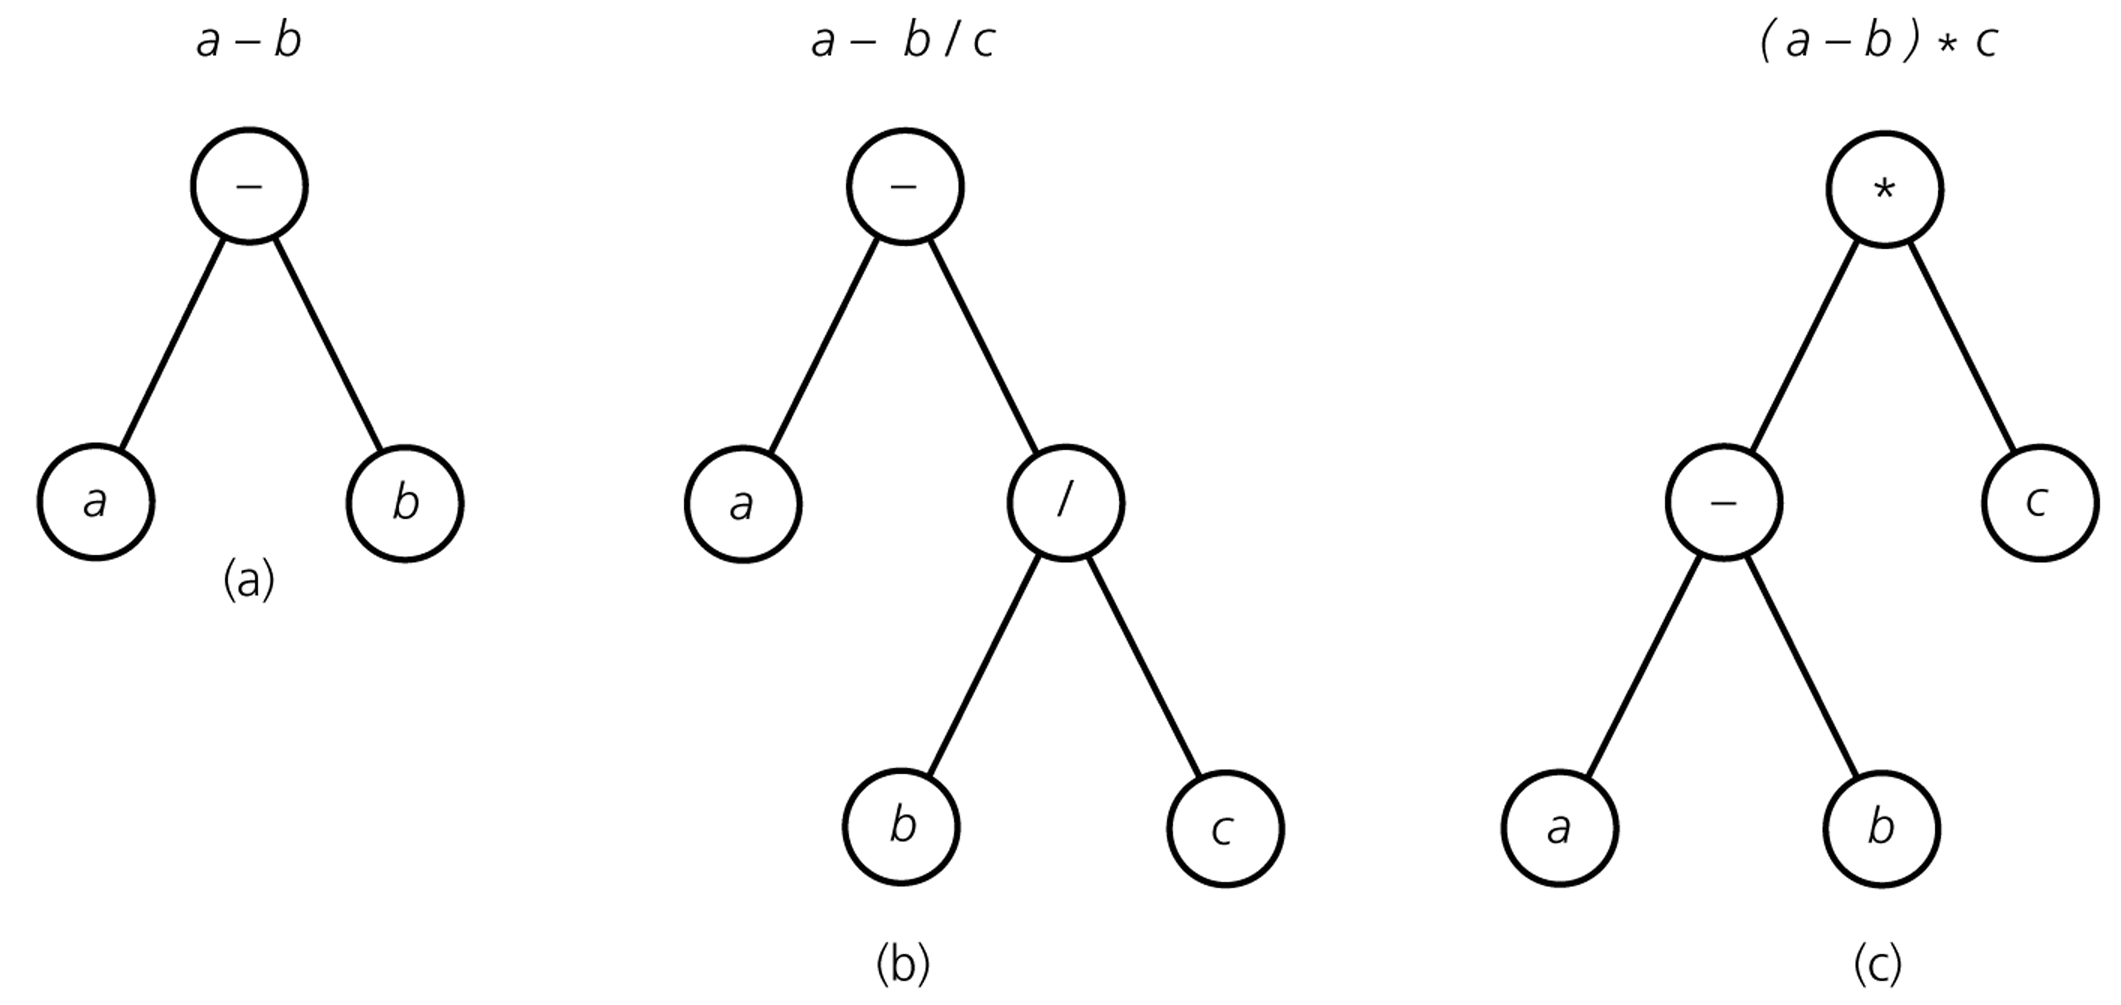 a – b
a – b / c
( a – b ) * c
–
–
*
a
b
a
/
–
c
(a)
b
c
a
b
(b)
(c)